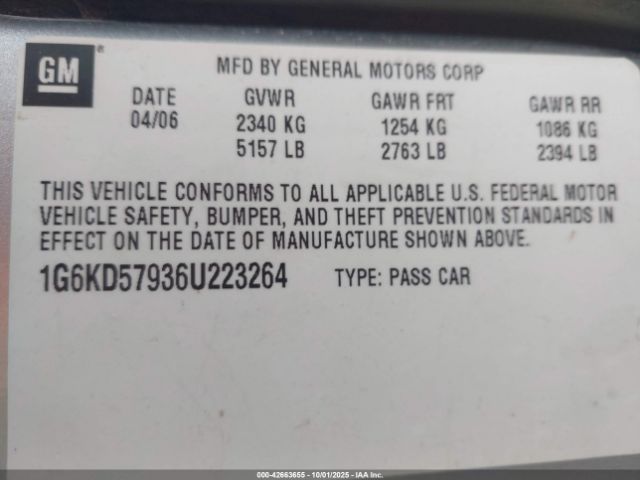 GM ®
MFD BY GENERAL MOTORS CORP
DATE GVWR GAWR FRT GAWR RR
04/06 2340 KG 1254 KG 1086 KG
5157 LB 2763 LB 2394 LB
THIS VEHICLE CONFORMS TO ALL APPLICABLE U.S. FEDERAL MOTOR
VEHICLE SAFETY, BUMPER, AND THEFT PREVENTION STANDARDS IN
EFFECT ON THE DATE OF MANUFACTURE SHOWN ABOVE.
1G6KD57936U223264 TYPE: PASS CAR
000-42663655 - 10/01/2025 - IAA Inc.